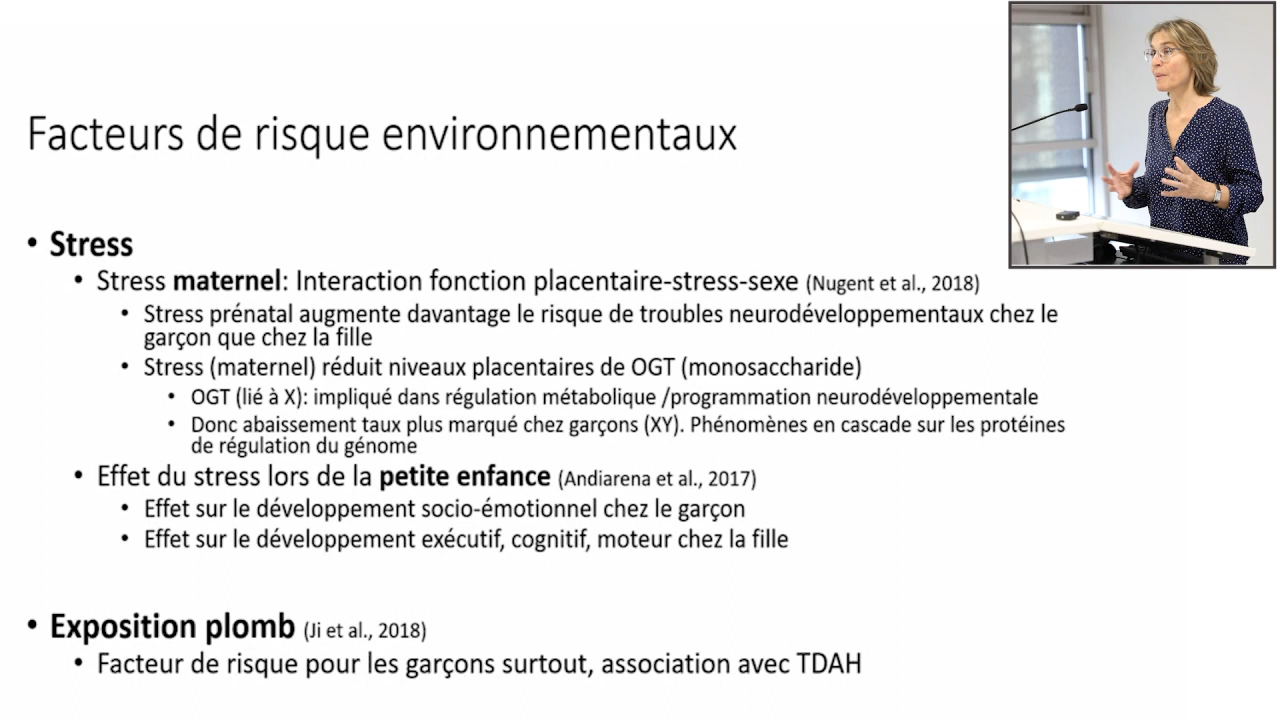 Facteurs de risque environnementaux
• Stress
• Stress maternel: Interaction fonction placentaire-stress-sexe (Nugent et al., 2018)
• Stress prénatal augmente davantage le risque de troubles neurodéveloppementaux chez le
garçon que chez la fille
• Stress (maternel) réduit niveaux placentaires de OGT (monosaccharide)
• OGT (lié à X): impliqué dans régulation métabolique /programmation neurodéveloppementale
• Donc abaissement taux plus marqué chez garçons (XY). Phénomènes en cascade sur les protéines
de régulation du génome
• Effet du stress lors de la petite enfance (Andiarena et al., 2017)
• Effet sur le développement socio-émotionnel chez le garçon
• Effet sur le développement exécutif, cognitif, moteur chez la fille
• Exposition plomb (Ji et al., 2018)
• Facteur de risque pour les garçons surtout, association avec TDAH